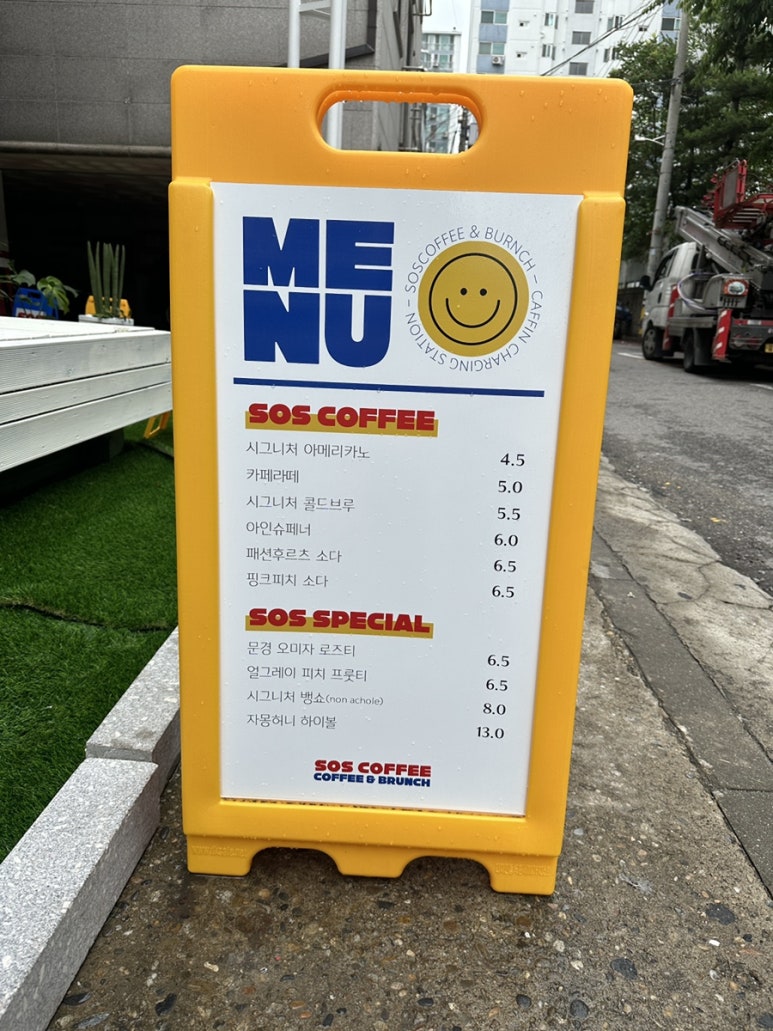 ME
NU
SOSCOFFEE & BURNCH – CAFFIN CHARGING STATION –
SOS COFFEE
시그니처 아메리카노 4.5
카페라떼 5.0
시그니처 콜드브루 5.5
아인슈페너 6.0
패션후르츠 소다 6.5
핑크피치 소다 6.5
SOS SPECIAL
문경 오미자 로즈티 6.5
얼그레이 피치 프룻티 6.5
시그니처 뱅쇼(non achole) 8.0
자몽허니 하이볼 13.0
SOS COFFEE
COFFEE & BRUNCH